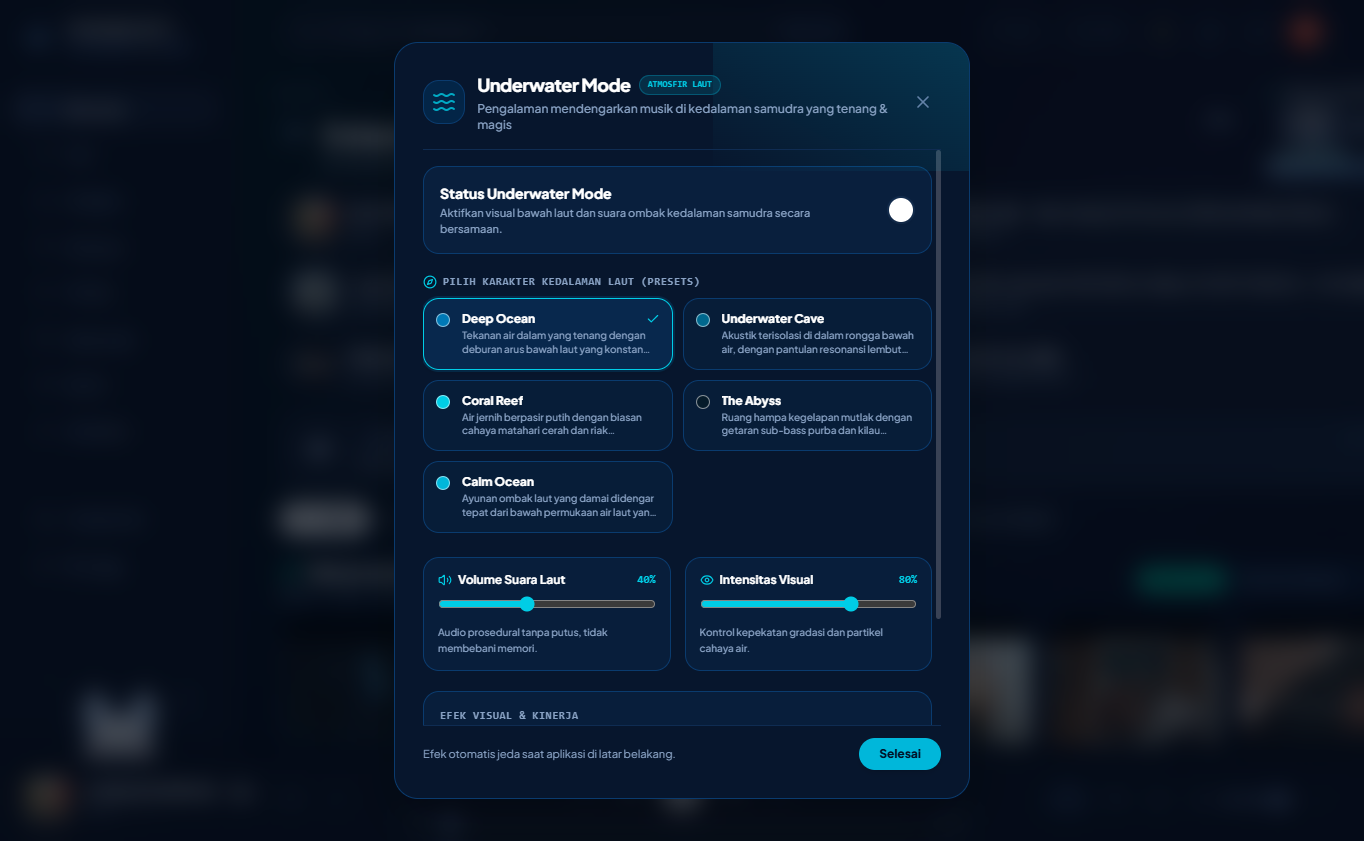 Underwater Mode
ATMOSFIR LAUT
Pengalaman mendengarkan musik di kedalaman samudra yang tenang &
magis
Status Underwater Mode
Aktifkan visual bawah laut dan suara ombak kedalaman samudra secara
bersamaan.
PILIH KARAKTER KEDALAMAN LAUT (PRESETS)
Deep Ocean
Tekanan air dalam yang tenang dengan
deburan arus bawah laut yang konstan...
Underwater Cave
Akustik terisolasi di dalam rongga bawah
air, dengan pantulan resonansi lembut...
Coral Reef
Air jernih berpasir putih dengan biasan
cahaya matahari cerah dan riak...
The Abyss
Ruang hampa kegelapan mutlak dengan
getaran sub-bass purba dan kilau...
Calm Ocean
Ayunan ombak laut yang damai didengar
tepat dari bawah permukaan air laut yan...
Volume Suara Laut
40%
Audio prosedural tanpa putus, tidak
membebani memori.
Intensitas Visual
80%
Kontrol kepekatan gradasi dan partikel
cahaya air.
EFEK VISUAL & KINERJA
Efek otomatis jeda saat aplikasi di latar belakang.
Selesai